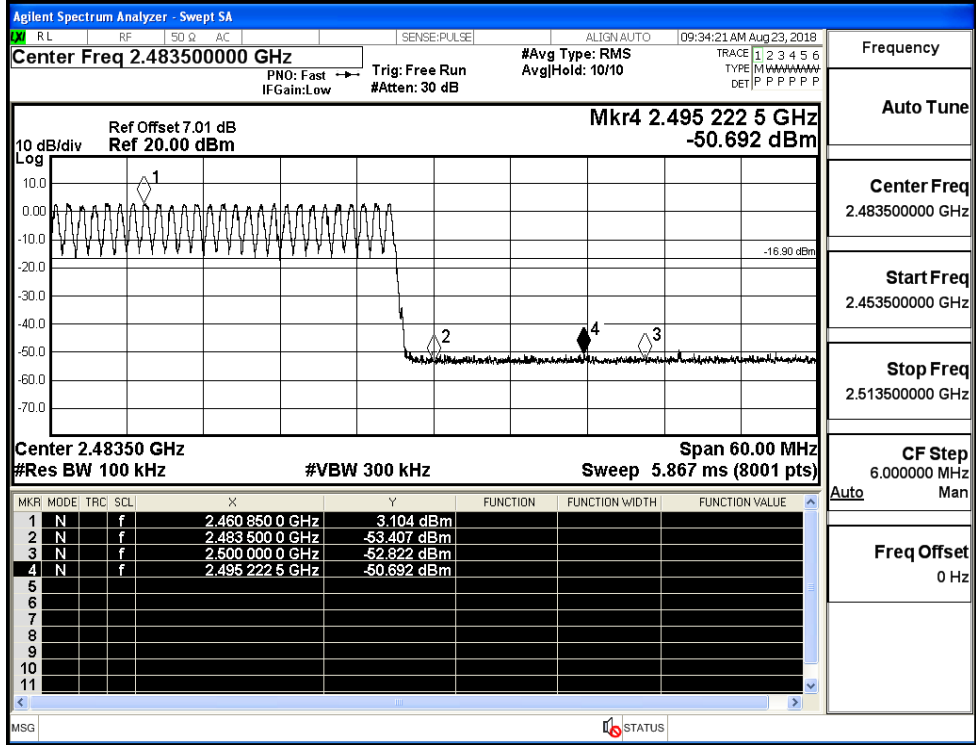 Agilent Spectrum Analyzer - Swept SA
LXI RL RF 50 Ω AC SENSE:PULSE ALIGN AUTO 09:34:21 AM Aug 23, 2018
Center Freq 2.483500000 GHz
PNO: Fast
IFGain:Low
Trig: Free Run
#Atten: 30 dB
#Avg Type: RMS
Avg|Hold: 10/10
TRACE 1 2 3 4 5 6
TYPE M
DET P P P P P P
Mkr4 2.495 222 5 GHz
-50.692 dBm
Ref Offset 7.01 dB
10 dB/div Ref 20.00 dBm
Log
10.0
0.00
-10.0
-20.0
-30.0
-40.0
-50.0
-60.0
-70.0
1
2
4
3
-16.90 dBm
Center 2.48350 GHz Span 60.00 MHz
#Res BW 100 kHz #VBW 300 kHz Sweep 5.867 ms (8001 pts)
MKR MODE TRC SCL X Y FUNCTION FUNCTION WIDTH FUNCTION VALUE
1 N f 2.460 850 0 GHz 3.104 dBm
2 N f 2.483 500 0 GHz -53.407 dBm
3 N f 2.500 000 0 GHz -52.822 dBm
4 N f 2.495 222 5 GHz -50.692 dBm
5
6
7
8
9
10
11
MSG STATUS
Frequency
Auto Tune
Center Freq
2.483500000 GHz
Start Freq
2.453500000 GHz
Stop Freq
2.513500000 GHz
CF Step
6.000000 MHz
Auto Man
Freq Offset
0 Hz